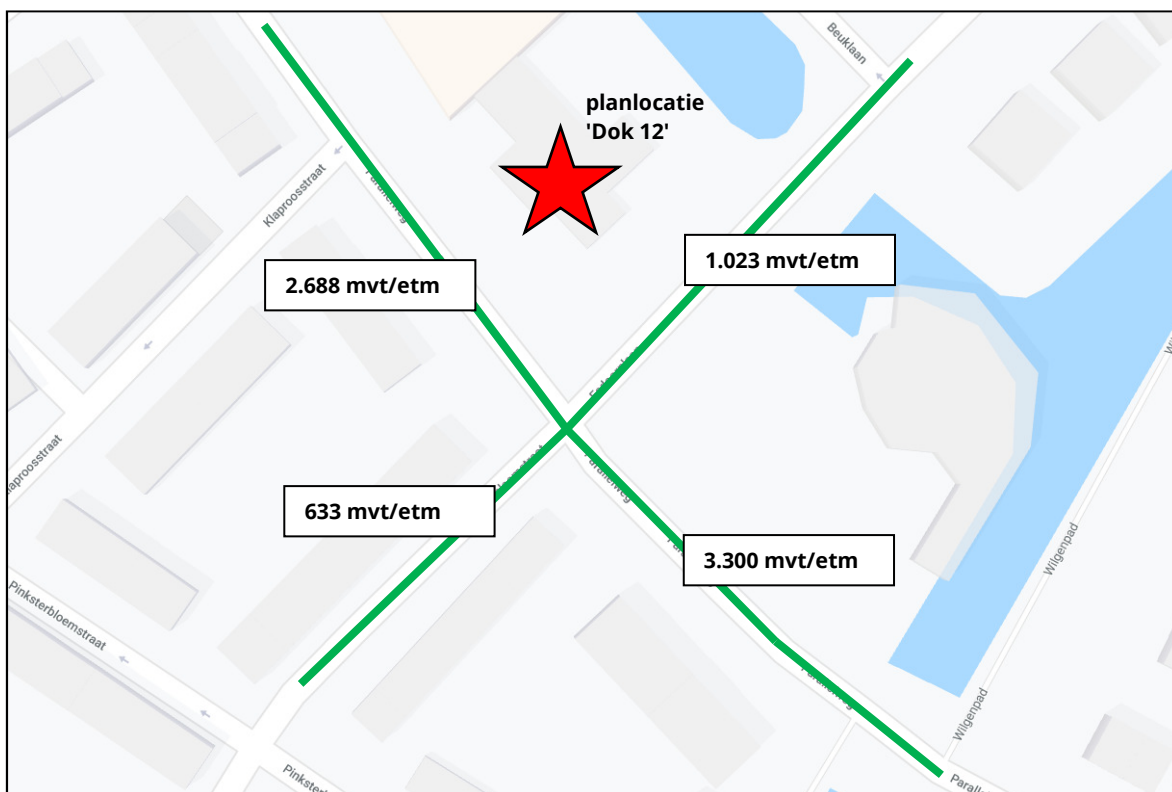 Beuklaan
planlocatie
'Dok 12'
Klaproosstraat
Parallelweg
1.023 mvt/etm
2.688 mvt/etm
Parallelweg
633 mvt/etm
3.300 mvt/etm
Wilgenpad
Pinksterbloemstraat
Parallelweg
Wilgenpad